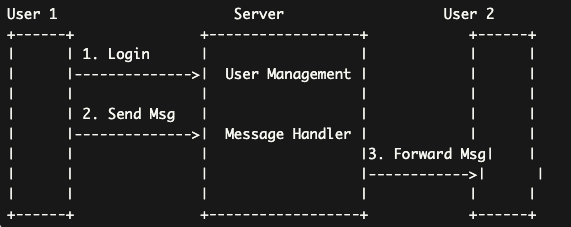 User 1 Server User 2
+------+ +------------------+ +------+
| | 1. Login | | | |
| |-------------->| User Management | | |
| | | | | |
| | 2. Send Msg | | | |
| |-------------->| Message Handler | | |
| | | |3. Forward Msg| |
| | | |------------->| |
| | | | | |
+------+ +------------------+ +------+